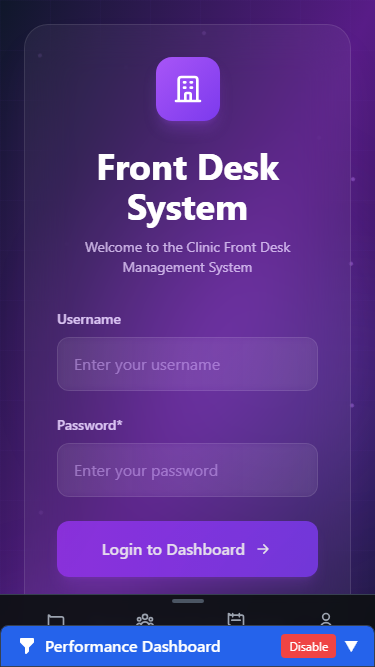 Front Desk
System
Welcome to the Clinic Front Desk
Management System
Username
Enter your username
Password*
Enter your password
Login to Dashboard →
Performance Dashboard Disable ▼